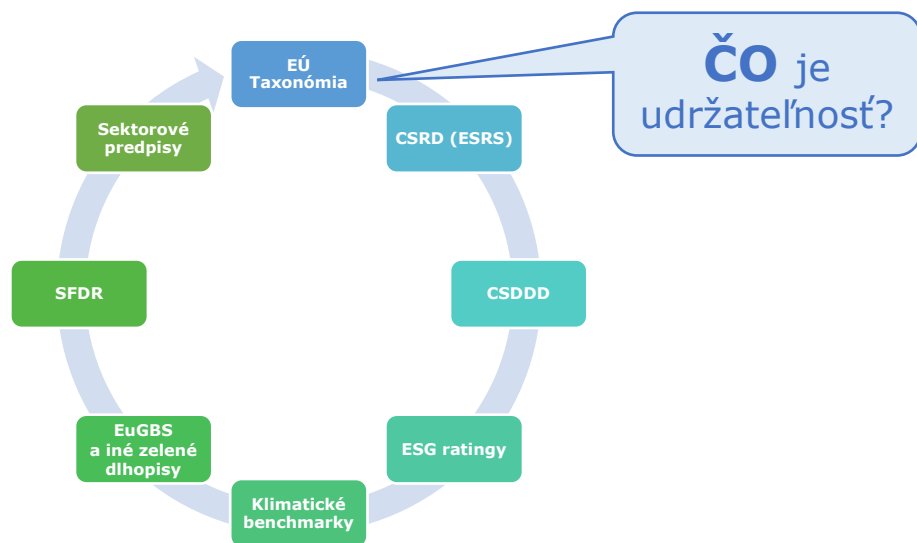 EÚ
Taxonómia
ČO je
udržateľnosť?
CSRD (ESRS)
CSDDD
ESG ratingy
Klimatické
benchmarky
EuGBS
a iné zelené
dlhopisy
SFDR
Sektorové
predpisy